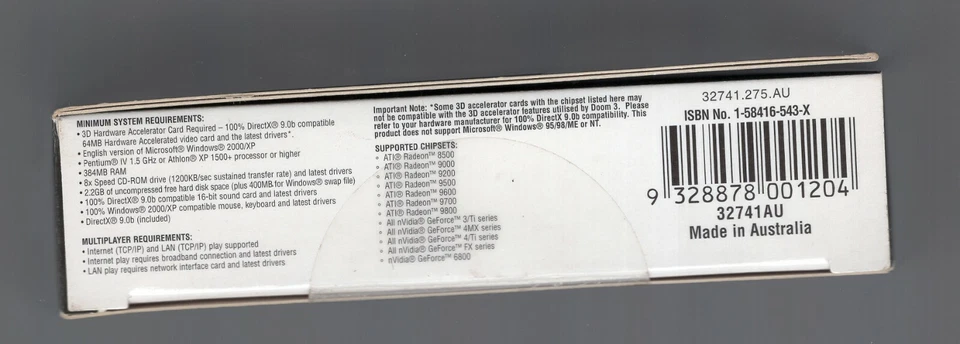 MINIMUM SYSTEM REQUIREMENTS:
• 3D Hardware Accelerator Card Required – 100% DirectX® 9.0b compatible
64MB Hardware Accelerated video card and the latest drivers*.
• English version of Microsoft® Windows® 2000/XP
• Pentium® IV 1.5 GHz or Athlon® XP 1500+ processor or higher
• 384MB RAM
• 8x Speed CD-ROM drive (1200KB/sec sustained transfer rate) and latest drivers
• 2.2GB of uncompressed free hard disk space (plus 400MB for Windows® swap file)
• 100% DirectX® 9.0b compatible 16-bit sound card and latest drivers
• 100% Windows® 2000/XP compatible mouse, keyboard and latest drivers
• DirectX® 9.0b (included)
MULTIPLAYER REQUIREMENTS:
• Internet (TCP/IP) and LAN (TCP/IP) play supported
• Internet play requires broadband connection and latest drivers
• LAN play requires network interface card and latest drivers
Important Note: *Some 3D accelerator cards with the chipset listed here may
not be compatible with the 3D accelerator features utilised by Doom 3. Please
refer to your hardware manufacturer for 100% DirectX 9.0b compatibility. This
product does not support Microsoft® Windows® 95/98/ME or NT.
SUPPORTED CHIPSETS:
• ATI® Radeon™ 8500
• ATI® Radeon™ 9000
• ATI® Radeon™ 9200
• ATI® Radeon™ 9500
• ATI® Radeon™ 9600
• ATI® Radeon™ 9700
• ATI® Radeon™ 9800
• All nVidia® GeForce™ 3/Ti series
• All nVidia® GeForce™ 4MX series
• All nVidia® GeForce™ 4/Ti series
• All nVidia® GeForce™ FX series
• nVidia® GeForce™ 6800
32741.275.AU
ISBN No. 1-58416-543-X
9 328878 001204
32741AU
Made in Australia